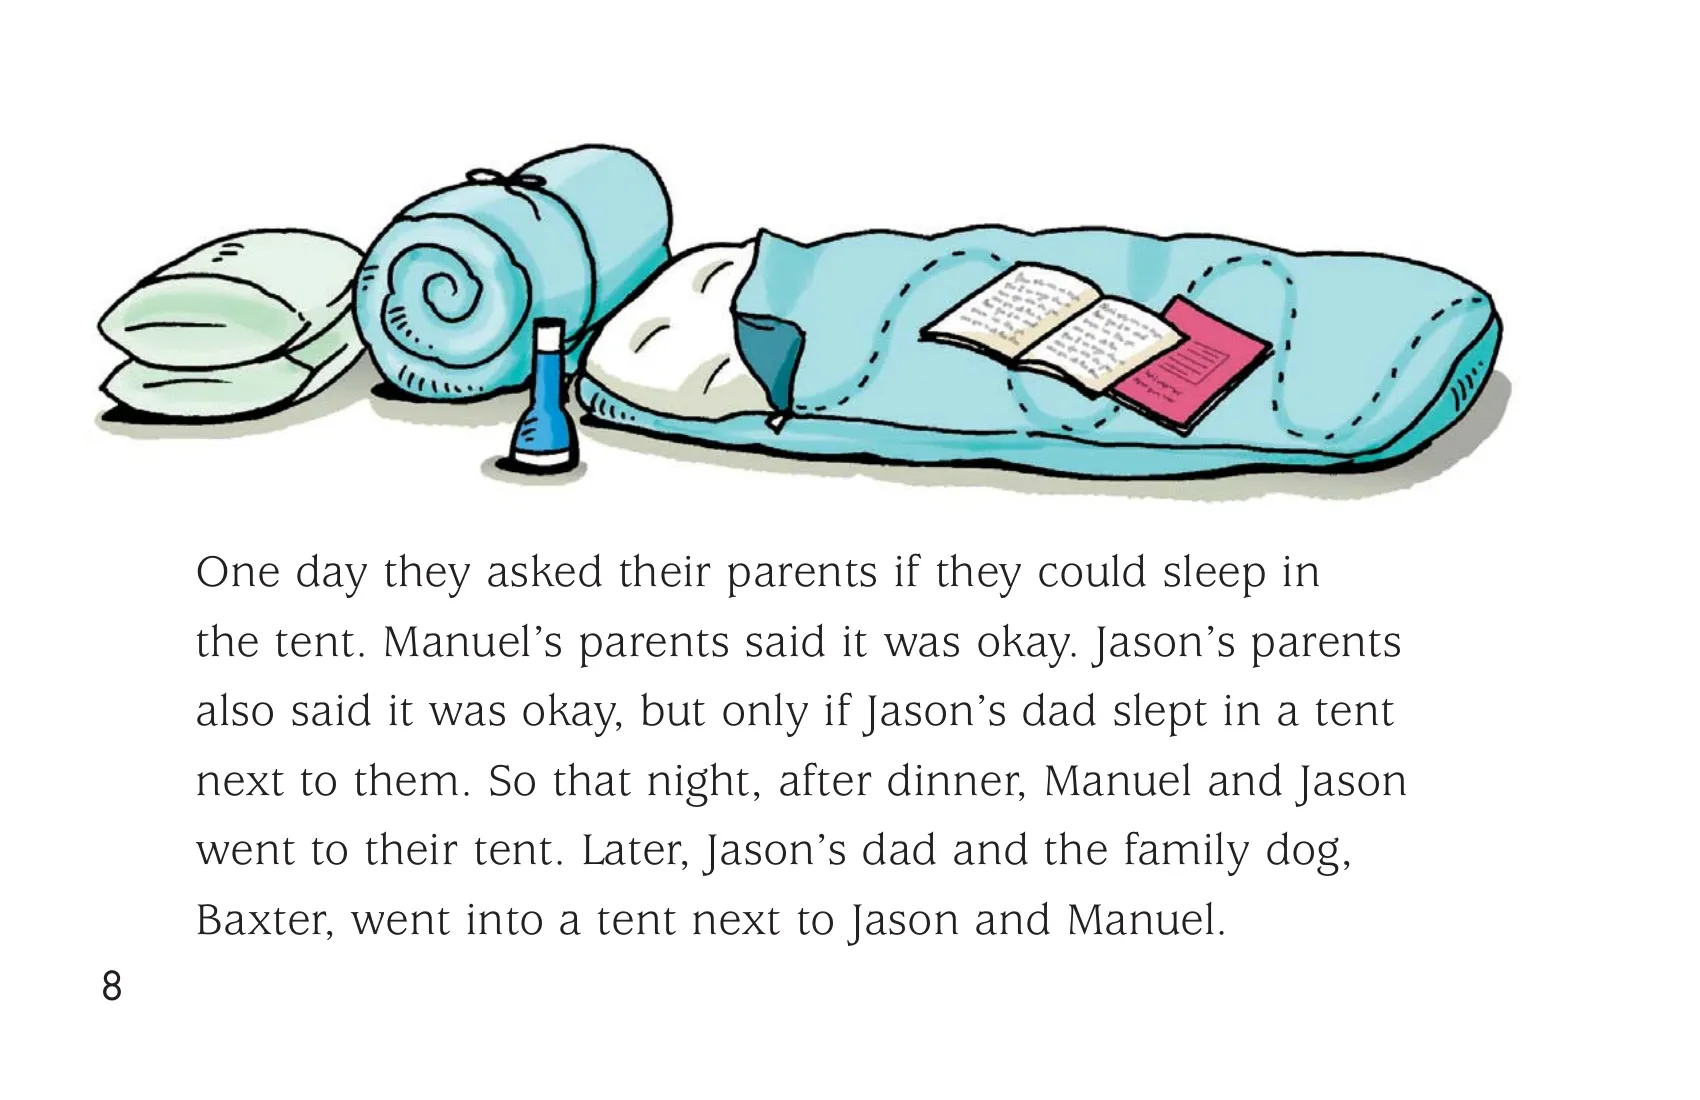 One day they asked their parents if they could sleep in
the tent. Manuel’s parents said it was okay. Jason’s parents
also said it was okay, but only if Jason’s dad slept in a tent
next to them. So that night, after dinner, Manuel and Jason
went to their tent. Later, Jason’s dad and the family dog,
Baxter, went into a tent next to Jason and Manuel.
8